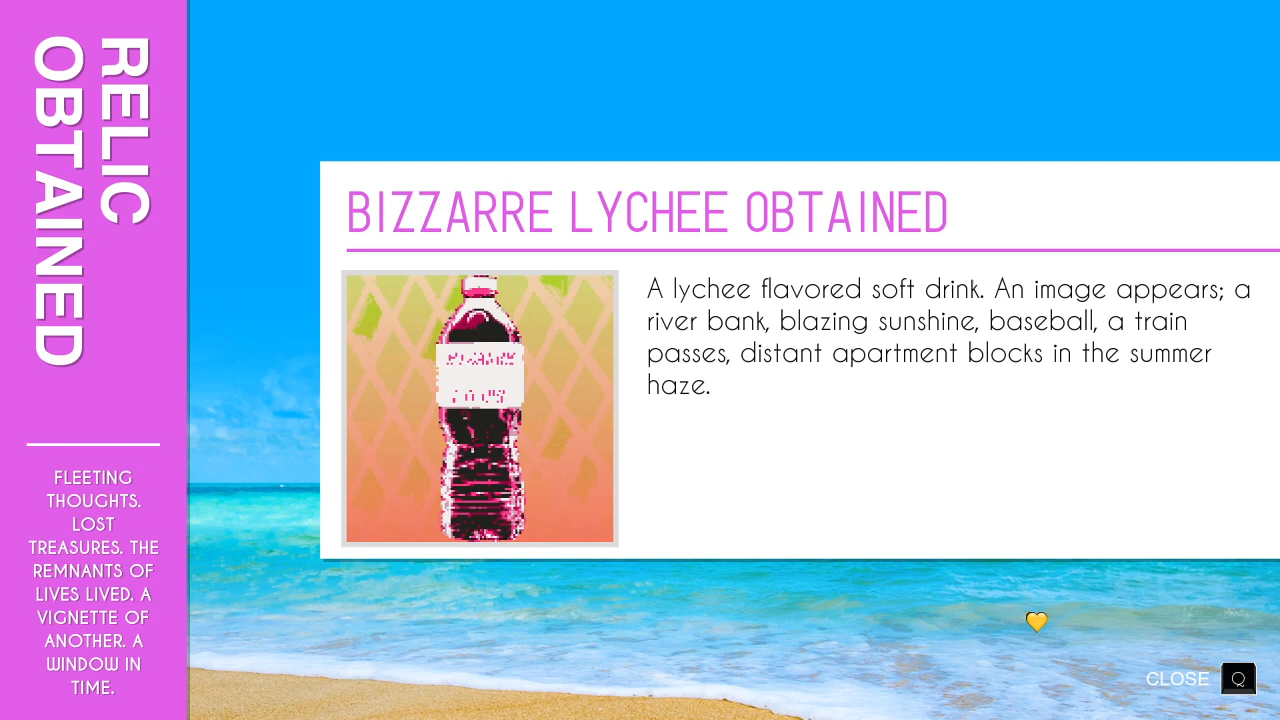 RELIC
OBTAINED
FLEETING
THOUGHTS.
LOST
TREASURES. THE
REMNANTS OF
LIVES LIVED. A
VIGNETTE OF
ANOTHER. A
WINDOW IN
TIME.
BIZZARRE LYCHEE OBTAINED
A lychee flavored soft drink. An image appears; a
river bank, blazing sunshine, baseball, a train
passes, distant apartment blocks in the summer
haze.
CLOSE Q